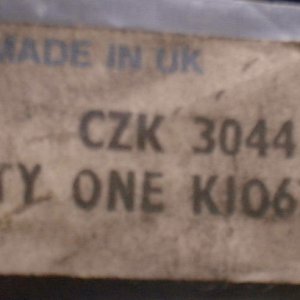 MADE IN UK
CZK 3044
TY ONE KJ06